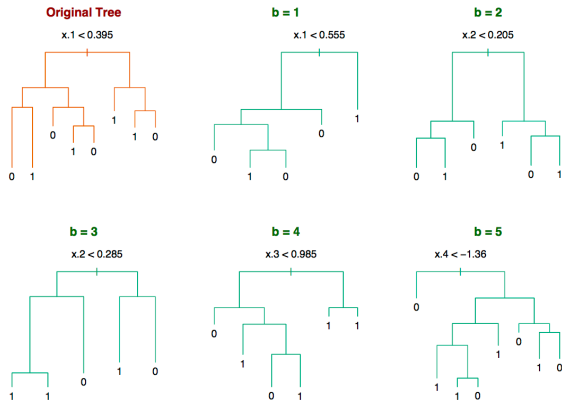 Original Tree
x.1 < 0.395
0 1 0 1 0 1 1 0
b = 1
x.1 < 0.555
0 1 0 0 1
b = 2
x.2 < 0.205
0 1 0 1 0 1
b = 3
x.2 < 0.285
1 1 0 1 0
b = 4
x.3 < 0.985
0 1 0 1 1 1
b = 5
x.4 < −1.36
0 1 1 0 1 0 1 0